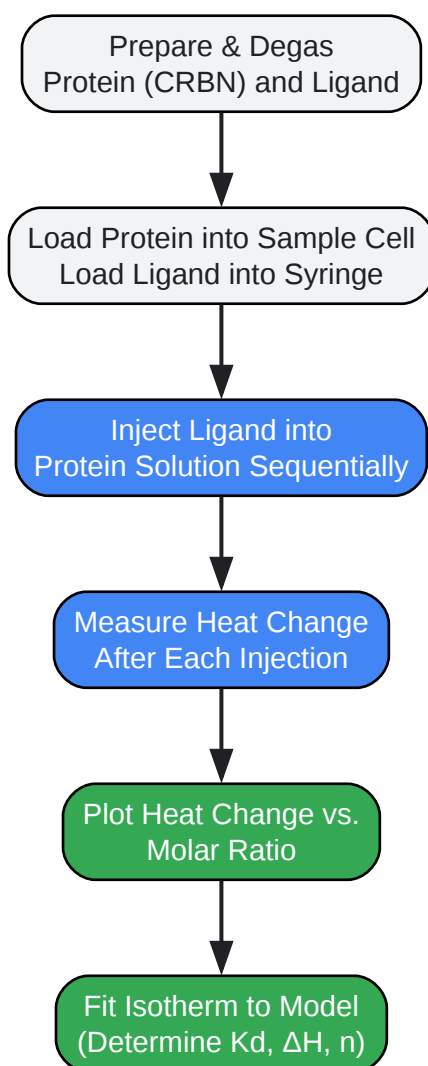 Prepare & Degas
Protein (CRBN) and Ligand
Load Protein into Sample Cell
Load Ligand into Syringe
Inject Ligand into
Protein Solution Sequentially
Measure Heat Change
After Each Injection
Plot Heat Change vs.
Molar Ratio
Fit Isotherm to Model
(Determine Kd, ΔH, n)